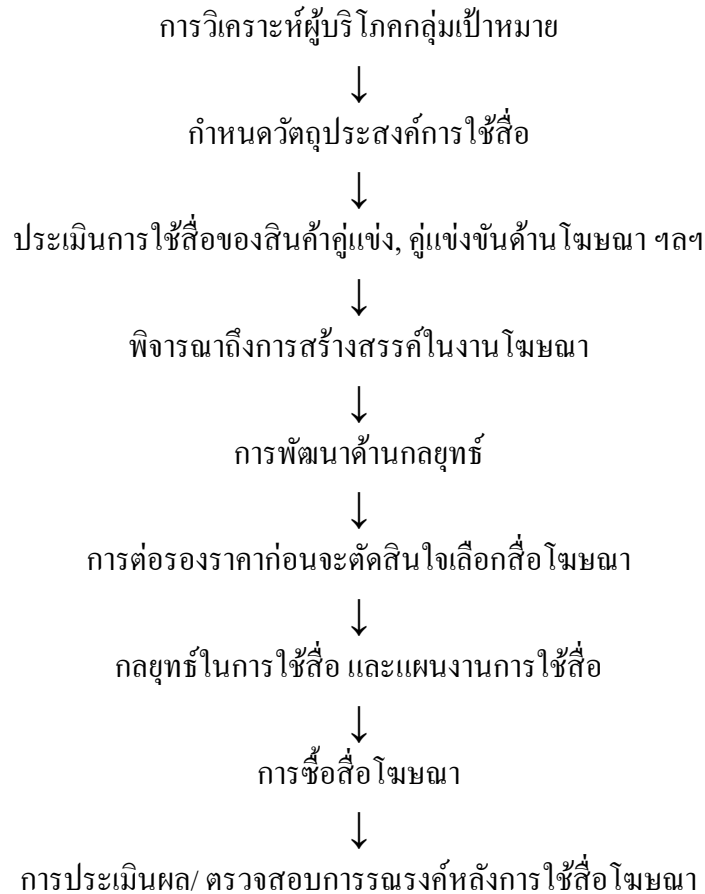 การวิเคราะห์ผู้บริโภคกลุ่มเป้าหมาย
↓
กำหนดวัตถุประสงค์การใช้สื่อ
↓
ประเมินการใช้สื่อของสินค้าคู่แข่ง, คู่แข่งขันด้านโฆษณา ฯลฯ
↓
พิจารณาถึงการสร้างสรรค์ในงานโฆษณา
↓
การพัฒนาด้านกลยุทธ์
↓
การต่อรองราคาก่อนจะตัดสินใจเลือกสื่อโฆษณา
↓
กลยุทธ์ในการใช้สื่อ และแผนงานการใช้สื่อ
↓
การซื้อสื่อโฆษณา
↓
การประเมินผล/ ตรวจสอบการรณรงค์หลังการใช้สื่อโฆษณา